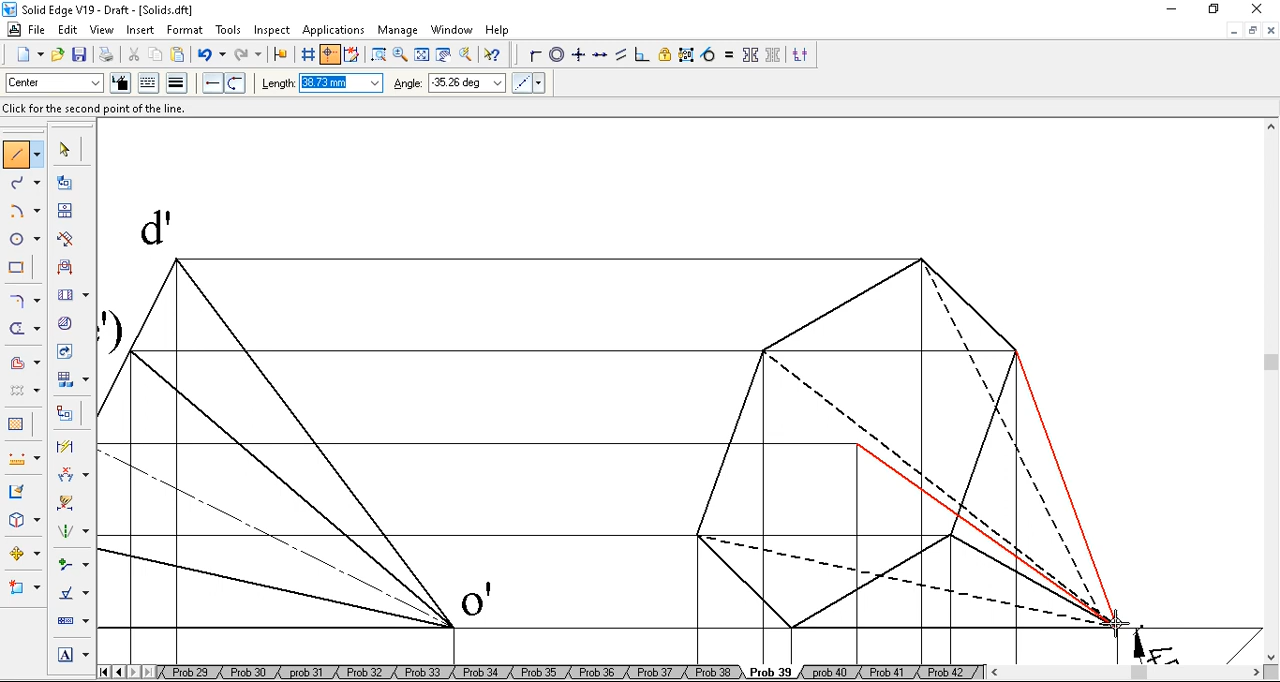 Solid Edge V19 - Draft - [Solids.dft]
File Edit View Insert Format Tools Inspect Applications Manage Window Help
Center Length: 38.73 mm Angle: -35.26 deg
Click for the second point of the line.
d'
')
o'
Prob 29 Prob 30 prob 31 Prob 32 Prob 33 Prob 34 Prob 35 Prob 36 Prob 37 Prob 38 Prob 39 prob 40 Prob 41 Prob 42